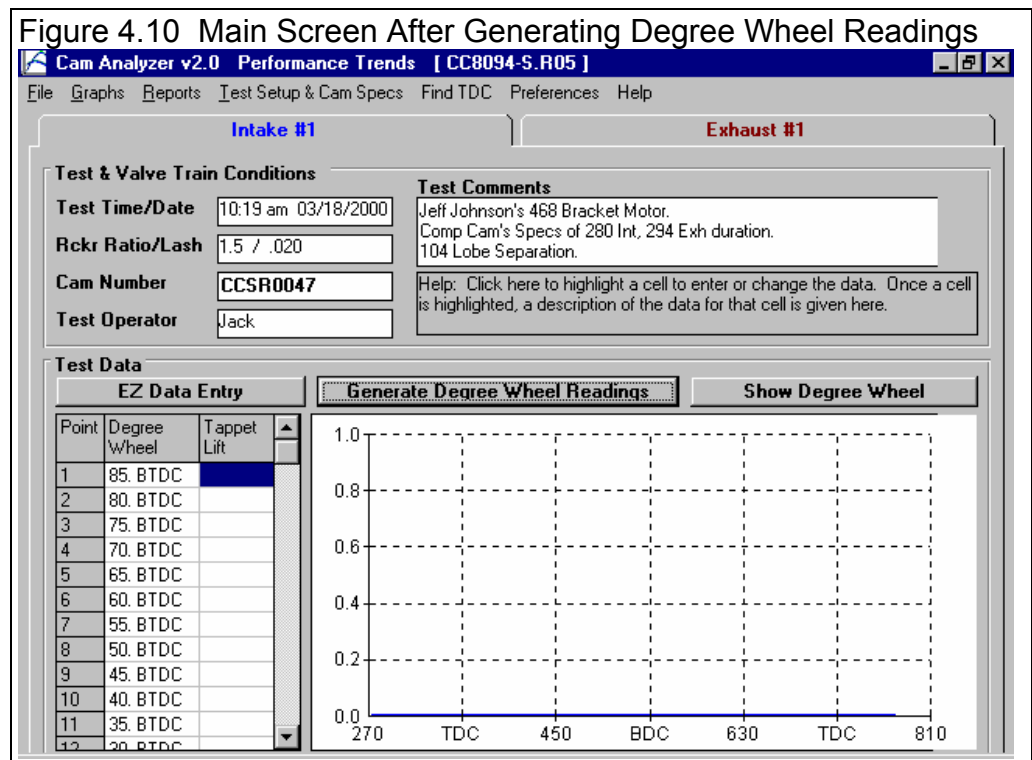 Figure 4.10 Main Screen After Generating Degree Wheel Readings
Cam Analyzer v2.0 Performance Trends [ CC8094-S.R05 ]
File Graphs Reports Test Setup & Cam Specs Find TDC Preferences Help
Intake #1 Exhaust #1
Test & Valve Train Conditions
Test Time/Date 10:19 am 03/18/2000
Rckr Ratio/Lash 1.5 / .020
Cam Number CCSR0047
Test Operator Jack
Test Comments
Jeff Johnson's 468 Bracket Motor.
Comp Cam's Specs of 280 Int, 294 Exh duration.
104 Lobe Separation.
Help: Click here to highlight a cell to enter or change the data. Once a cell
is highlighted, a description of the data for that cell is given here.
Test Data
EZ Data Entry Generate Degree Wheel Readings Show Degree Wheel
Point Degree Wheel Tappet Lift
1 85. BTDC
2 80. BTDC
3 75. BTDC
4 70. BTDC
5 65. BTDC
6 60. BTDC
7 55. BTDC
8 50. BTDC
9 45. BTDC
10 40. BTDC
11 35. BTDC
12 30. BTDC
1.0
0.8
0.6
0.4
0.2
0.0
270 TDC 450 BDC 630 TDC 810